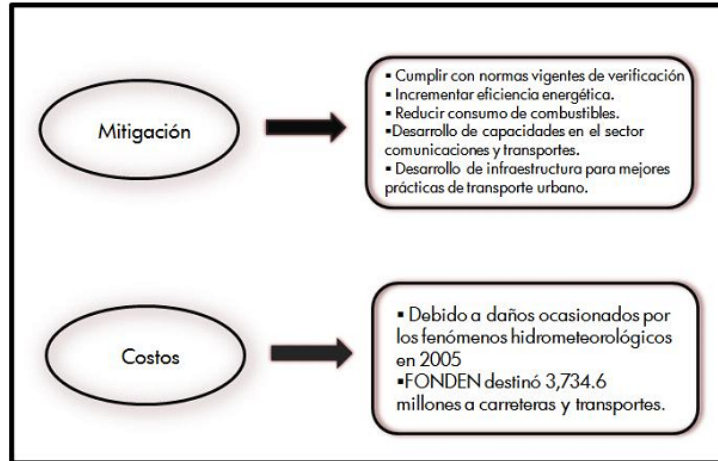 Mitigación
▪ Cumplir con normas vigentes de verificación
▪ Incrementar eficiencia energética.
▪ Reducir consumo de combustibles.
▪Desarrollo de capacidades en el sector
comunicaciones y transportes.
▪ Desarrollo de infraestructura para mejores
prácticas de transporte urbano.
Costos
▪ Debido a daños ocasionados por
los fenómenos hidrometeorológicos
en 2005
▪FONDEN destinó 3,734.6
millones a carreteras y transportes.